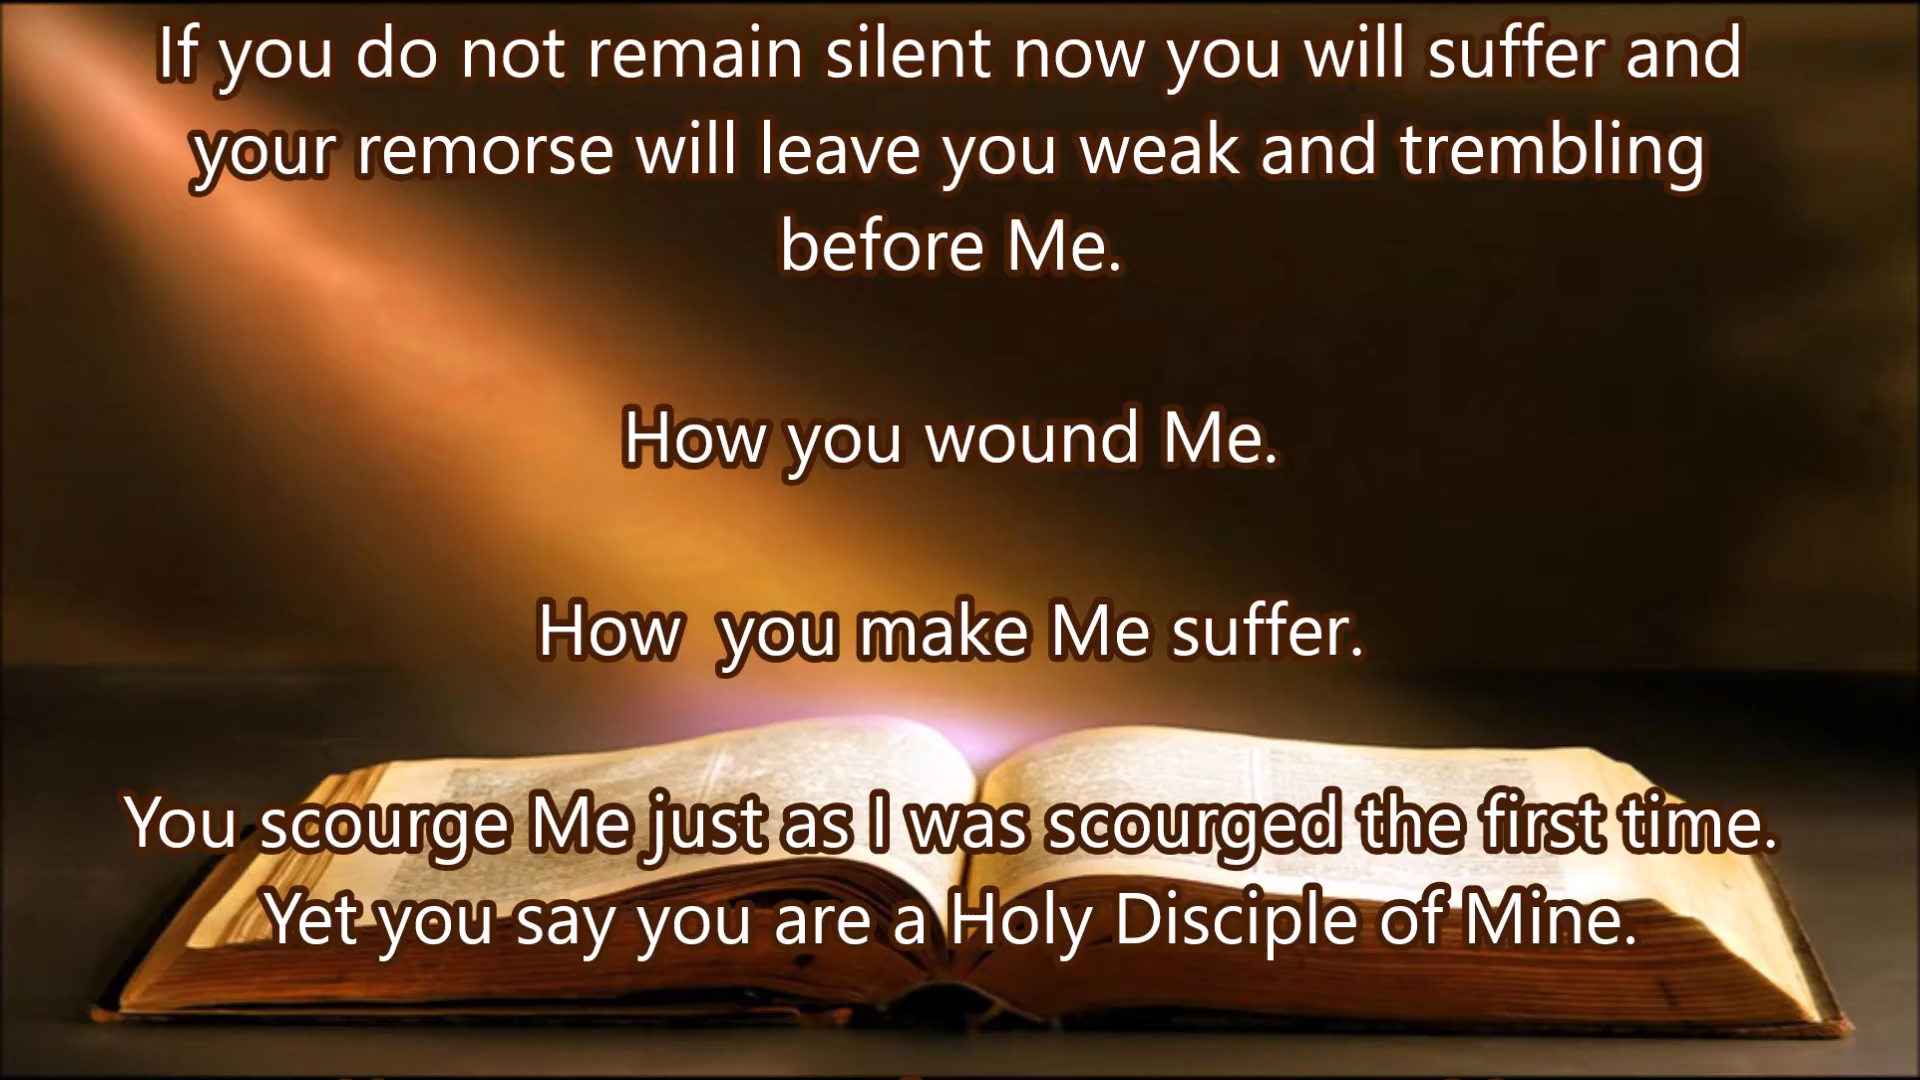 If you do not remain silent now you will suffer and
your remorse will leave you weak and trembling
before Me.
How you wound Me.
How  you make Me suffer.
You scourge Me just as I was scourged the first time.
Yet you say you are a Holy Disciple of Mine.